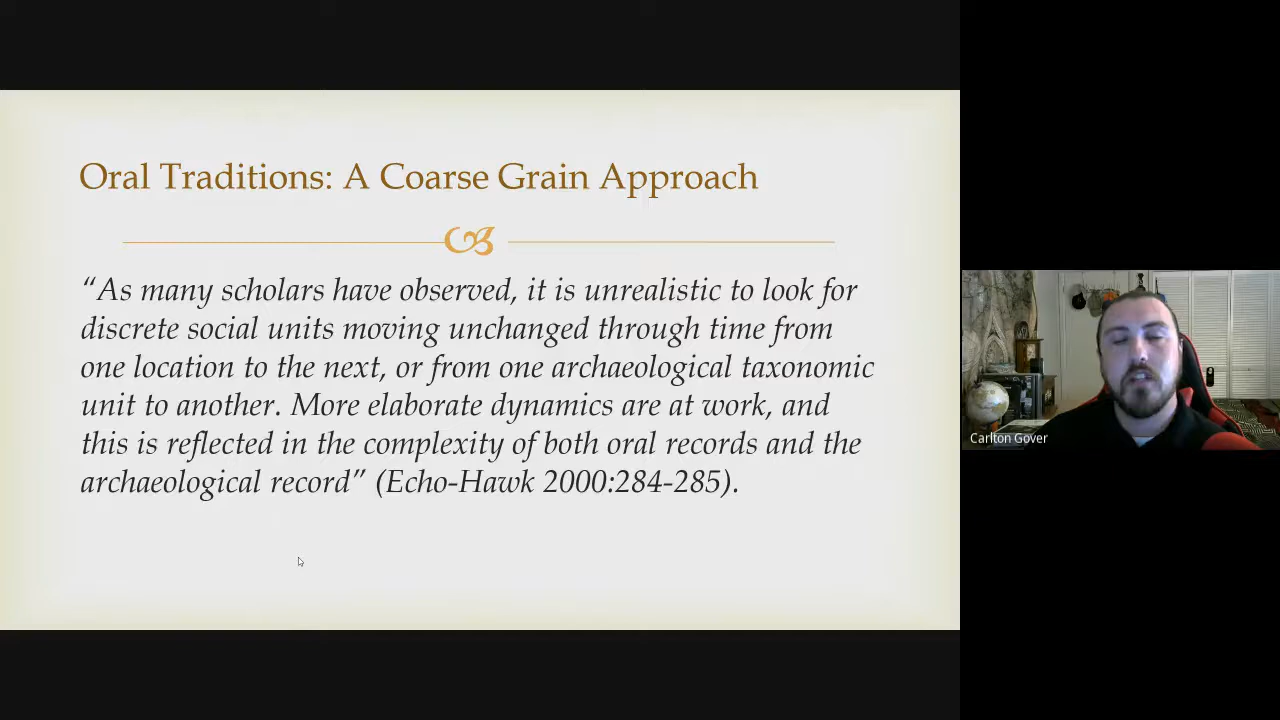 Oral Traditions: A Coarse Grain Approach
“As many scholars have observed, it is unrealistic to look for
discrete social units moving unchanged through time from
one location to the next, or from one archaeological taxonomic
unit to another. More elaborate dynamics are at work, and
this is reflected in the complexity of both oral records and the
archaeological record” (Echo-Hawk 2000:284-285).
Carlton Gover